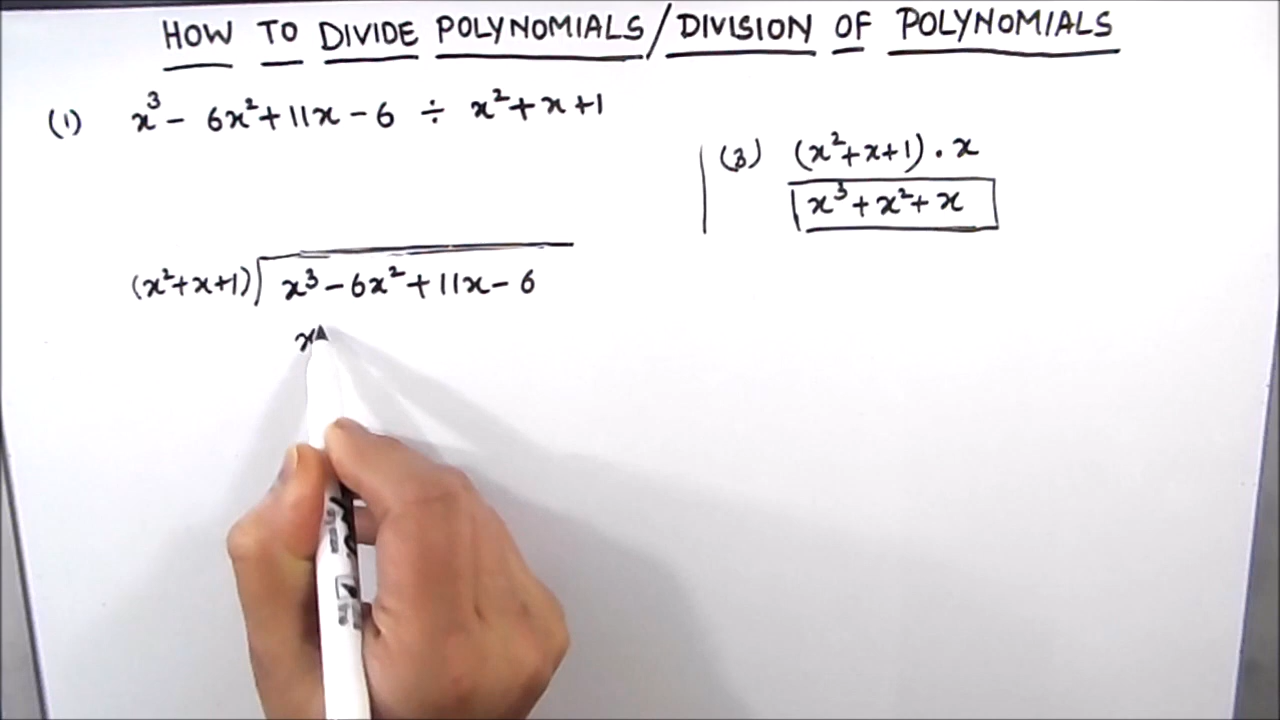 HOW TO DIVIDE POLYNOMIALS/DIVISION OF POLYNOMIALS
(1) x³ - 6x² + 11x - 6 ÷ x² + x + 1
(3) (x² + x + 1) . x
x³ + x² + x
(x² + x + 1) x³ - 6x² + 11x - 6
x